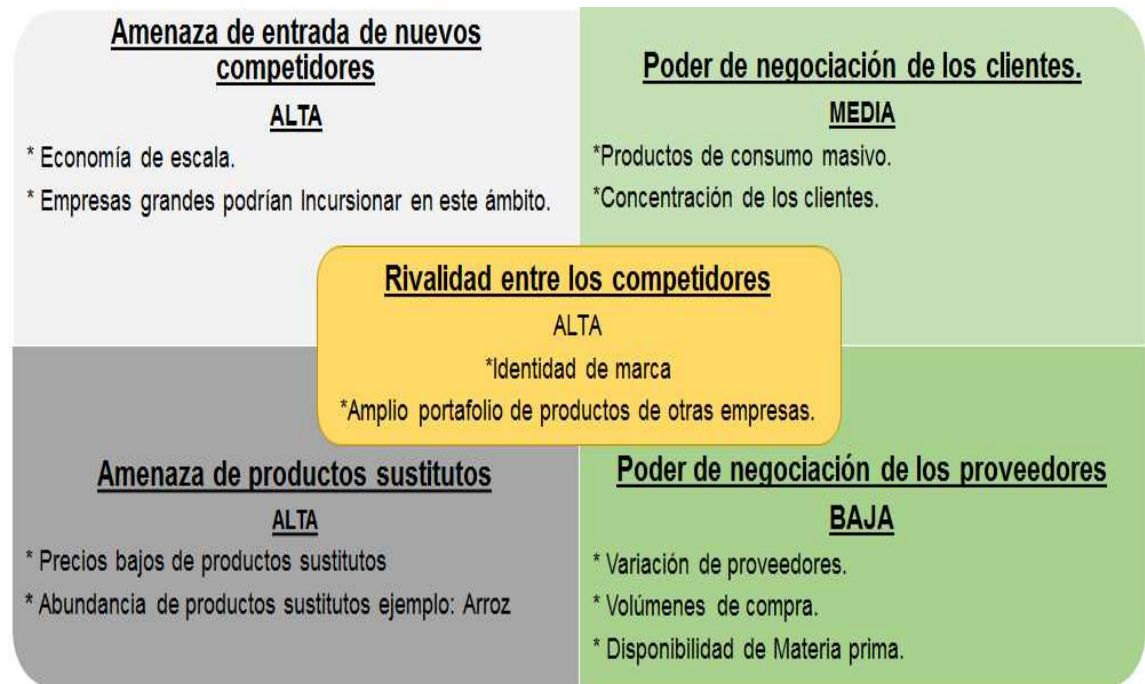 Amenaza de entrada de nuevos
competidores
ALTA
* Economía de escala.
* Empresas grandes podrían Incursionar en este ámbito.
Poder de negociación de los clientes.
MEDIA
*Productos de consumo masivo.
*Concentración de los clientes.
Rivalidad entre los competidores
ALTA
*Identidad de marca
*Amplio portafolio de productos de otras empresas.
Amenaza de productos sustitutos
ALTA
* Precios bajos de productos sustitutos
* Abundancia de productos sustitutos ejemplo: Arroz
Poder de negociación de los proveedores
BAJA
* Variación de proveedores.
* Volúmenes de compra.
* Disponibilidad de Materia prima.